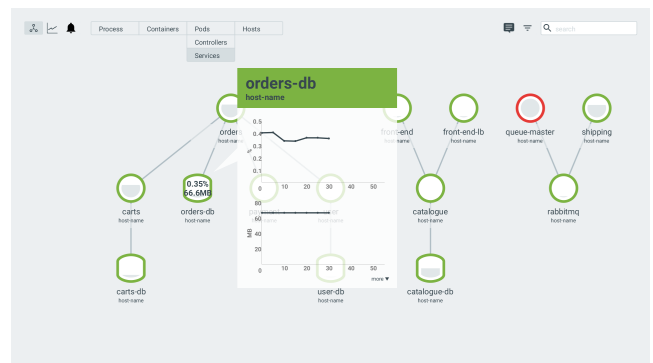 Process Containers Pods Hosts
search
Controllers
Services
orders-db
host-name
orders
host-name
front-end
host-name
front-end-lb
host-name
queue-master
host-name
shipping
host-name
0.5
0.4
0.3
0.2
0.1
%
0 10 20 30 40 50
0.35%
66.6MB
carts
host-name
orders-db
host-name
catalogue
host-name
rabbitmq
host-name
80
60
40
20
MB
0 10 20 30 40 50
more ▼
carts-db
host-name
user-db
host-name
catalogue-db
host-name